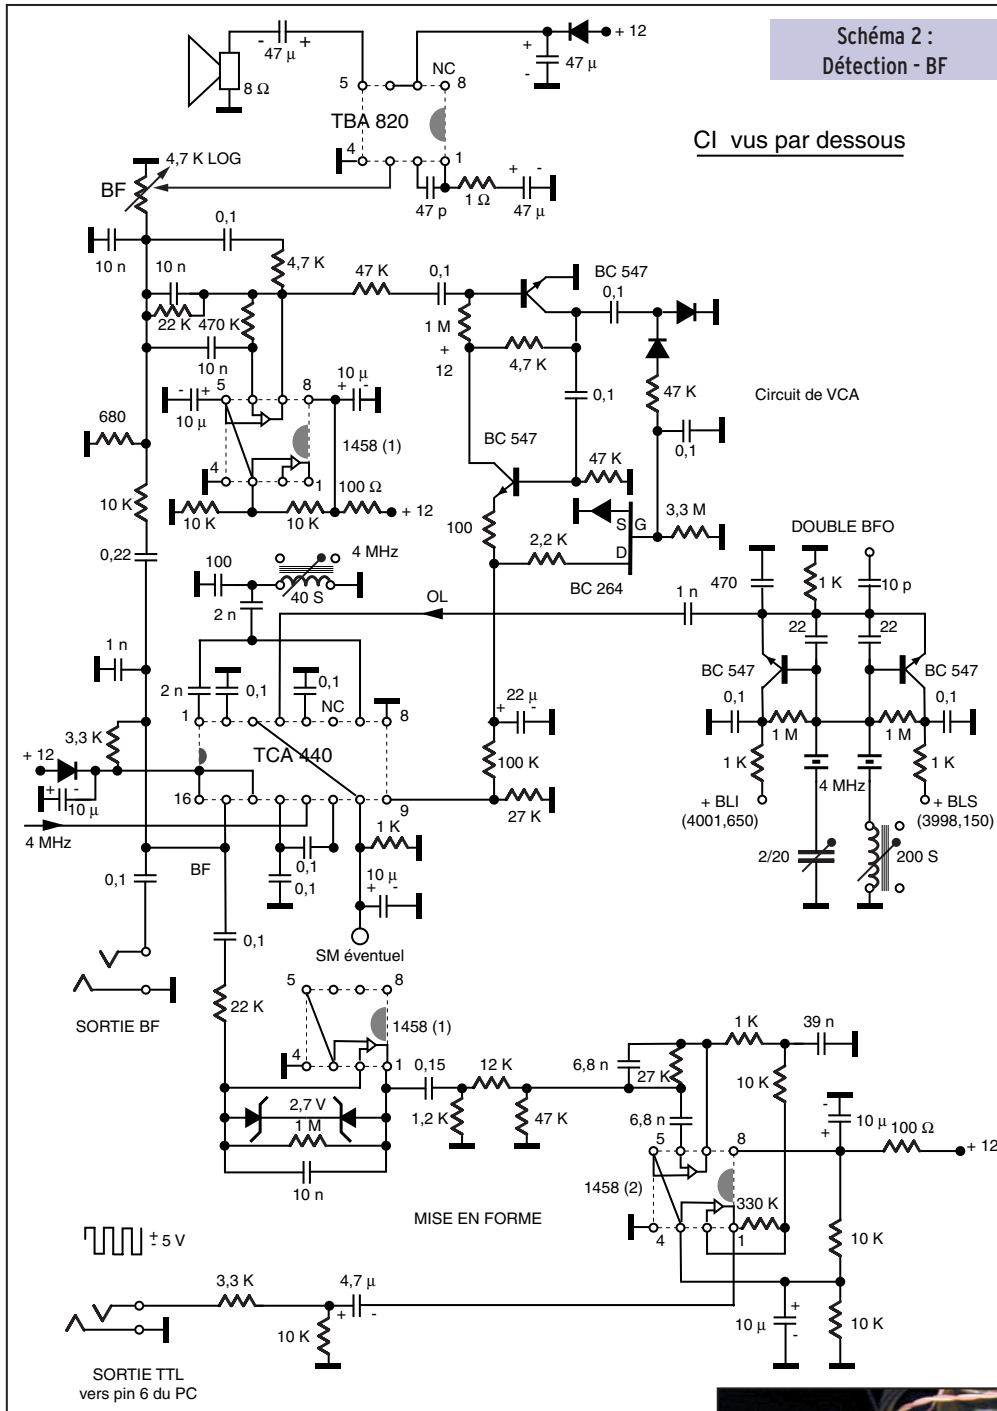 Schéma 2 :
Détection - BF
CI vus par dessous
+ 12
47 µ
- +
8 Ω
5
NC
8
+
-
47 µ
TBA 820
4
1
4,7 K LOG
BF
47 p
1 Ω
+ -
47 µ
0,1
10 n
10 n
4,7 K
47 K
0,1
BC 547
0,1
22 K
470 K
1 M
+
12
4,7 K
10 n
10 µ
+ -
5
8
- +
10 µ
47 K
0,1
Circuit de VCA
680
1458 (1)
BC 547
0,1
4
1
47 K
10 K
10 K
10 K
100 Ω
+ 12
100
S
G
D
3,3 M
DOUBLE BFO
0,22
4 MHz
2,2 K
BC 264
100
40 S
470
1 K
10 p
2 n
OL
1 n
22
22
1 n
BC 547
BC 547
2 n
0,1
0,1
NC
22 µ
+ -
0,1
0,1
1
8
3,3 K
TCA 440
1 M
1 M
+ 12
100 K
1 K
4 MHz
1 K
+ -
10 µ
16
9
27 K
+ BLI
(4001,650)
+ BLS
(3998,150)
4 MHz
1 K
0,1
BF
0,1
0,1
10 µ
+ -
2/20
200 S
0,1
SM éventuel
5
8
22 K
SORTIE BF
1458 (1)
4
1
0,15
12 K
6,8 n
27 K
1 K
39 n
10 K
2,7 V
1 M
1,2 K
47 K
6,8 n
-
+
10 µ
100 Ω
+ 12
10 n
5
8
1458 (2)
330 K
MISE EN FORME
4
1
10 K
± 5 V
3,3 K
4,7 µ
+ -
10 K
10 µ
+
-
10 K
SORTIE TTL
vers pin 6 du PC